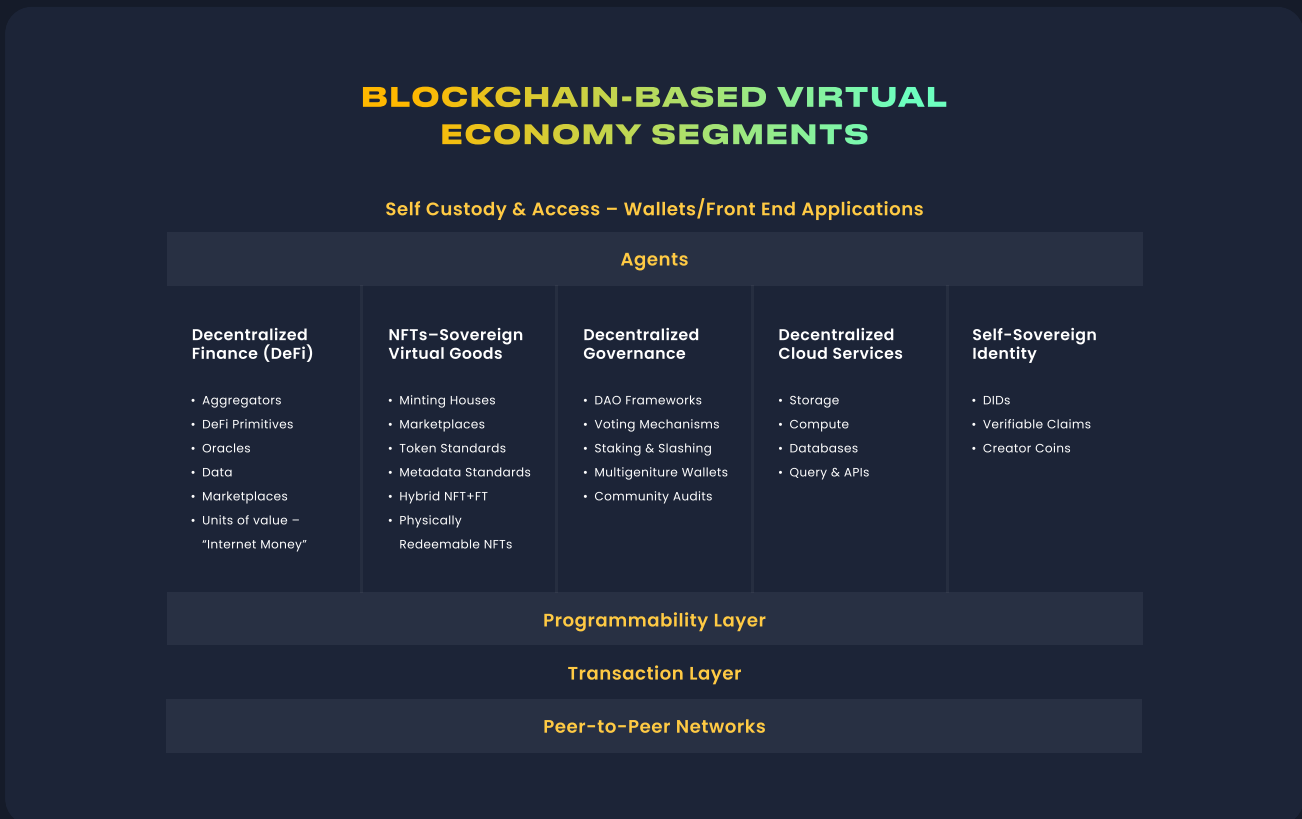 BLOCKCHAIN-BASED VIRTUAL
ECONOMY SEGMENTS
Self Custody & Access – Wallets/Front End Applications
Agents
Decentralized
Finance (DeFi)
• Aggregators
• DeFi Primitives
• Oracles
• Data
• Marketplaces
• Units of value –
“Internet Money”
NFTs–Sovereign
Virtual Goods
• Minting Houses
• Marketplaces
• Token Standards
• Metadata Standards
• Hybrid NFT+FT
• Physically
Redeemable NFTs
Decentralized
Governance
• DAO Frameworks
• Voting Mechanisms
• Staking & Slashing
• Multigeniture Wallets
• Community Audits
Decentralized
Cloud Services
• Storage
• Compute
• Databases
• Query & APIs
Self-Sovereign
Identity
• DIDs
• Verifiable Claims
• Creator Coins
Programmability Layer
Transaction Layer
Peer-to-Peer Networks